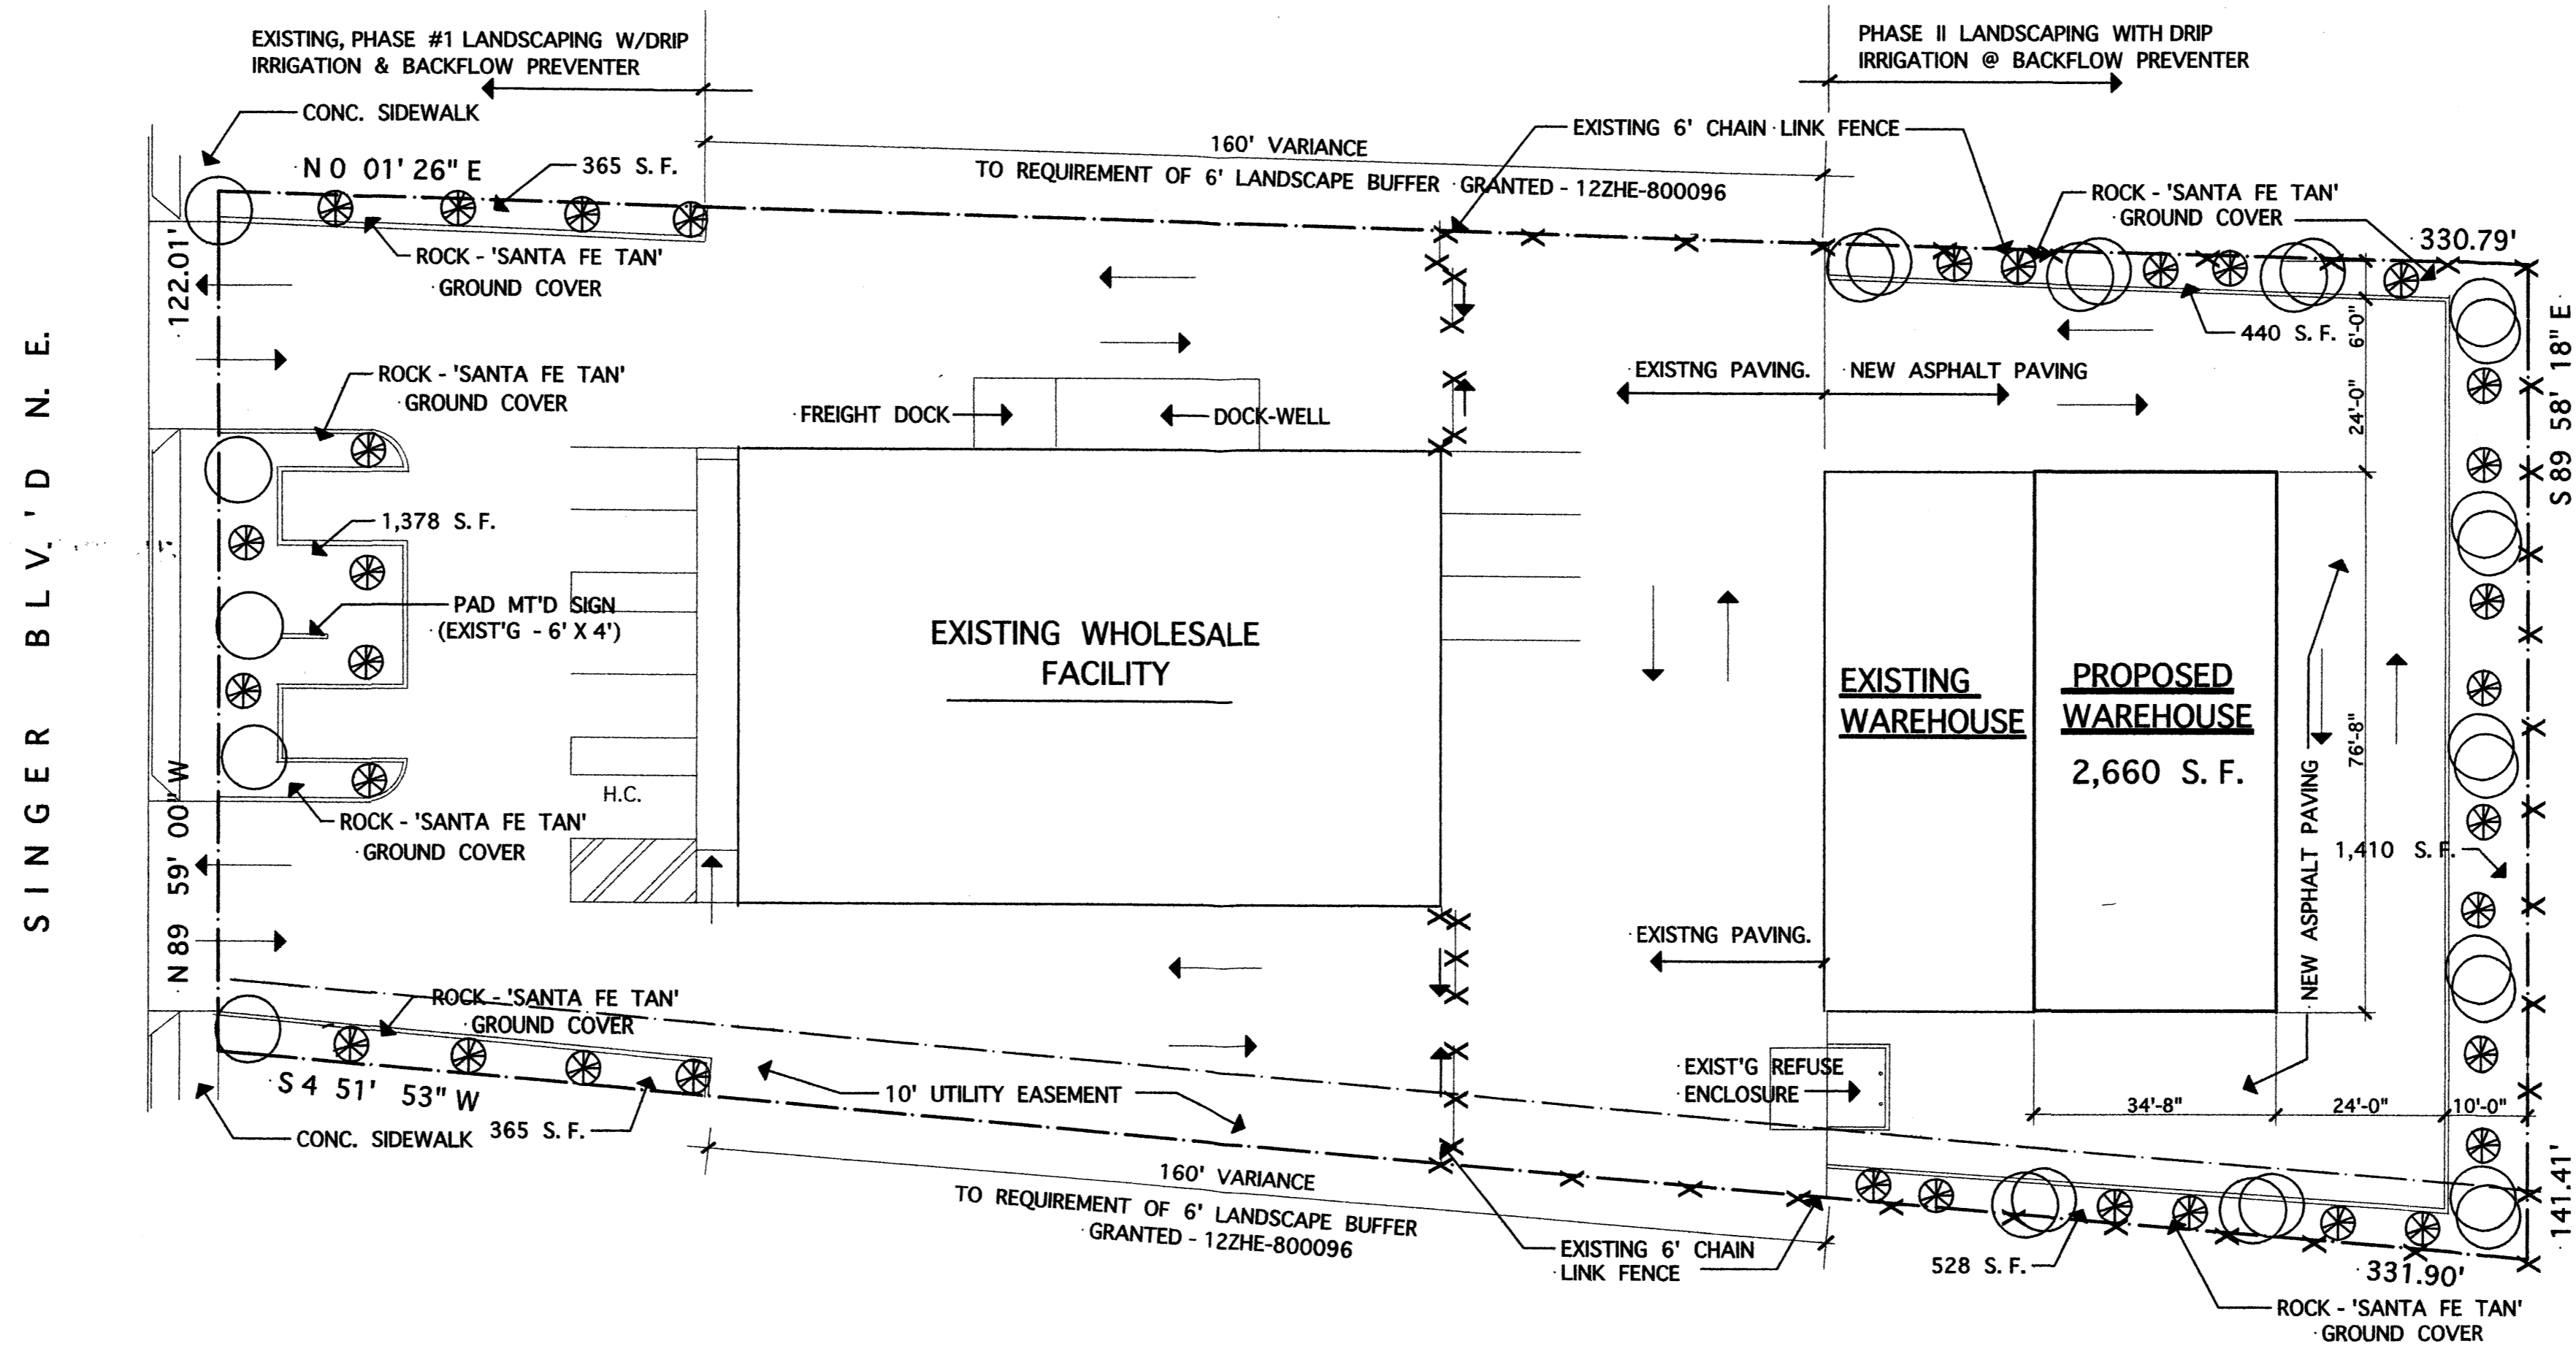 EXISTING, PHASE #1 LANDSCAPING W/DRIP
IRRIGATION & BACKFLOW PREVENTER
PHASE II LANDSCAPING WITH DRIP
IRRIGATION @ BACKFLOW PREVENTER
CONC. SIDEWALK
N 0 01' 26" E
365 S. F.
160' VARIANCE
TO REQUIREMENT OF 6' LANDSCAPE BUFFER GRANTED - 12ZHE-800096
EXISTING 6' CHAIN LINK FENCE
ROCK - 'SANTA FE TAN'
GROUND COVER
330.79'
ROCK - 'SANTA FE TAN'
GROUND COVER
122.01'
440 S. F.
6'-0"
S 89 58' 18" E
ROCK - 'SANTA FE TAN'
GROUND COVER
EXISTNG PAVING.
NEW ASPHALT PAVING
24'-0"
FREIGHT DOCK
DOCK-WELL
1,378 S. F.
SINGER BLV,'D N. E.
PAD MT'D SIGN
(EXIST'G - 6' X 4')
EXISTING WHOLESALE
FACILITY
EXISTING
WAREHOUSE
PROPOSED
WAREHOUSE
2,660 S. F.
76'-8"
NEW ASPHALT PAVING
H.C.
ROCK - 'SANTA FE TAN'
GROUND COVER
1,410 S. F.
N 89 59' 00" W
EXISTNG PAVING.
ROCK - 'SANTA FE TAN'
GROUND COVER
S 4 51' 53" W
10' UTILITY EASEMENT
EXIST'G REFUSE
ENCLOSURE
34'-8"
24'-0"
10'-0"
CONC. SIDEWALK
365 S. F.
160' VARIANCE
TO REQUIREMENT OF 6' LANDSCAPE BUFFER
GRANTED - 12ZHE-800096
141.41'
EXISTING 6' CHAIN
LINK FENCE
528 S. F.
331.90'
ROCK - 'SANTA FE TAN'
GROUND COVER